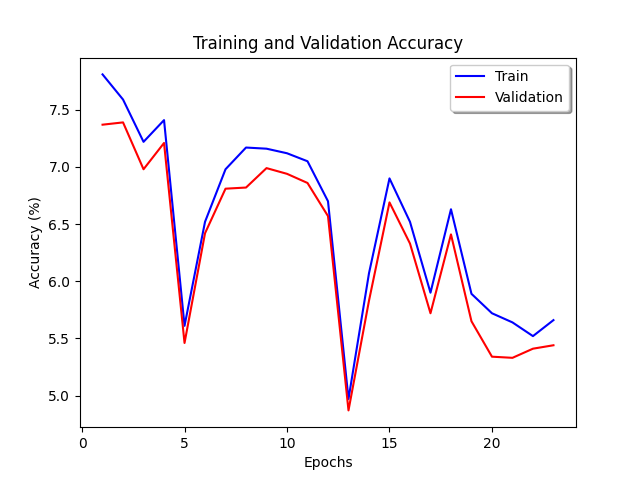 Training and Validation Accuracy
Train
Validation
7.5
7.0
6.5
6.0
5.5
5.0
Accuracy (%)
0
5
10
15
20
Epochs